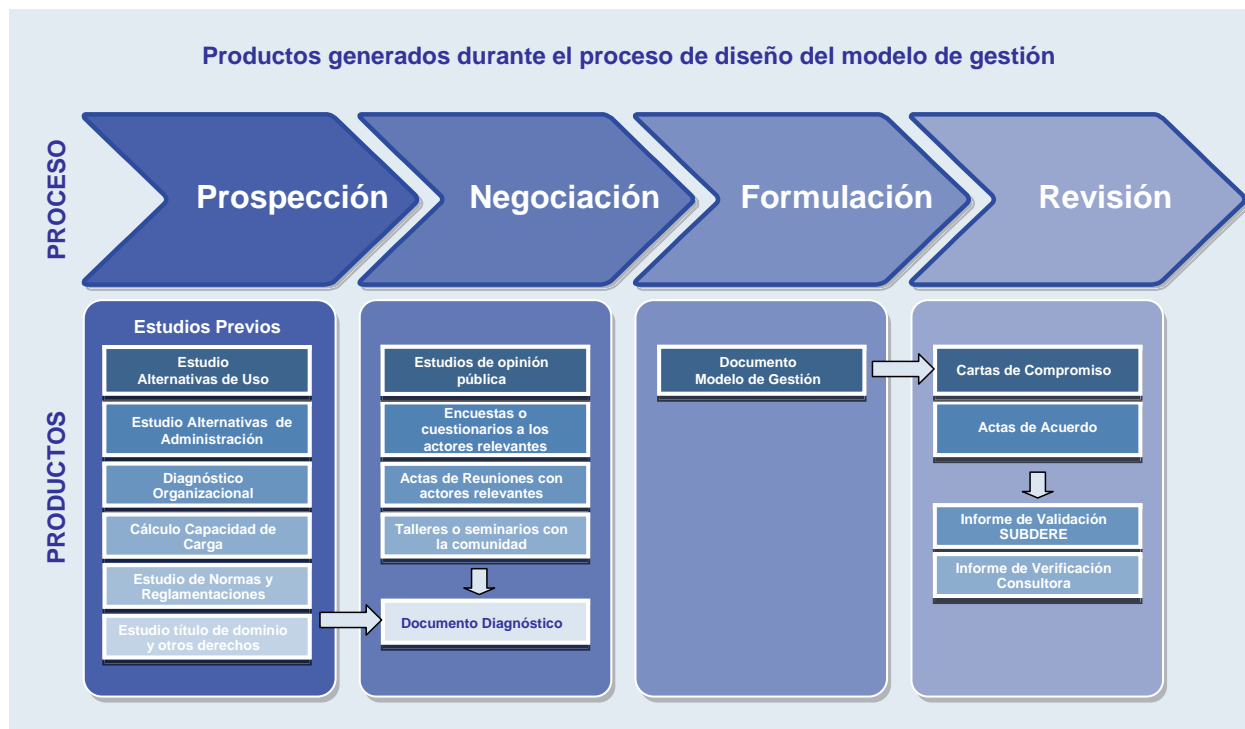 Productos generados durante el proceso de diseño del modelo de gestión
PROCESO
Prospección
Negociación
Formulación
Revisión
PRODUCTOS
Estudios Previos
Estudio
Alternativas de Uso
Estudio Alternativas de
Administración
Diagnóstico
Organizacional
Cálculo Capacidad de
Carga
Estudio de Normas y
Reglamentaciones
Estudio título de dominio
y otros derechos
Estudios de opinión
pública
Encuestas o
cuestionarios a los
actores relevantes
Actas de Reuniones con
actores relevantes
Talleres o seminarios con
la comunidad
Documento Diagnóstico
Documento
Modelo de Gestión
Cartas de Compromiso
Actas de Acuerdo
Informe de Validación
SUBDERE
Informe de Verificación
Consultora